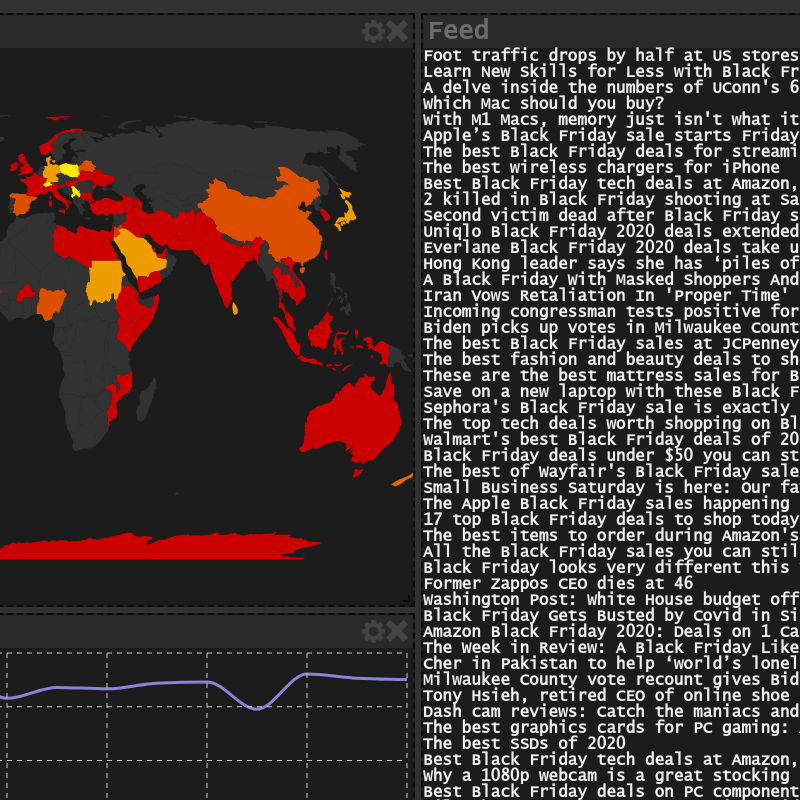 Feed
Foot traffic drops by half at US stores
Learn New Skills for Less with Black Fr
A delve inside the numbers of UConn's 6
Which Mac should you buy?
With M1 Macs, memory just isn't what it
Apple’s Black Friday sale starts Friday
The best Black Friday deals for streami
The best wireless chargers for iPhone
Best Black Friday tech deals at Amazon,
2 killed in Black Friday shooting at Sa
Second victim dead after Black Friday s
Uniqlo Black Friday 2020 deals extended
Everlane Black Friday 2020 deals take u
Hong Kong leader says she has ‘piles of
A Black Friday With Masked Shoppers And
Iran Vows Retaliation In 'Proper Time'
Incoming congressman tests positive for
Biden picks up votes in Milwaukee Count
The best Black Friday sales at JCPenney
The best fashion and beauty deals to sh
These are the best mattress sales for B
Save on a new laptop with these Black F
Sephora's Black Friday sale is exactly
The top tech deals worth shopping on Bl
Walmart's best Black Friday deals of 20
Black Friday deals under $50 you can st
The best of Wayfair's Black Friday sale
Small Business Saturday is here: Our fa
The Apple Black Friday sales happening
17 top Black Friday deals to shop today
The best items to order during Amazon's
All the Black Friday sales you can stil
Black Friday looks very different this
Former Zappos CEO dies at 46
Washington Post: White House budget off
Black Friday Gets Busted by Covid in Si
Amazon Black Friday 2020: Deals on 1 Ca
The Week in Review: A Black Friday Like
Cher in Pakistan to help ‘world’s lonel
Milwaukee County vote recount gives Bid
Tony Hsieh, retired CEO of online shoe
Dash cam reviews: Catch the maniacs and
The best graphics cards for PC gaming:
The best SSDs of 2020
Best Black Friday tech deals at Amazon,
Why a 1080p webcam is a great stocking
Best Black Friday deals on PC component